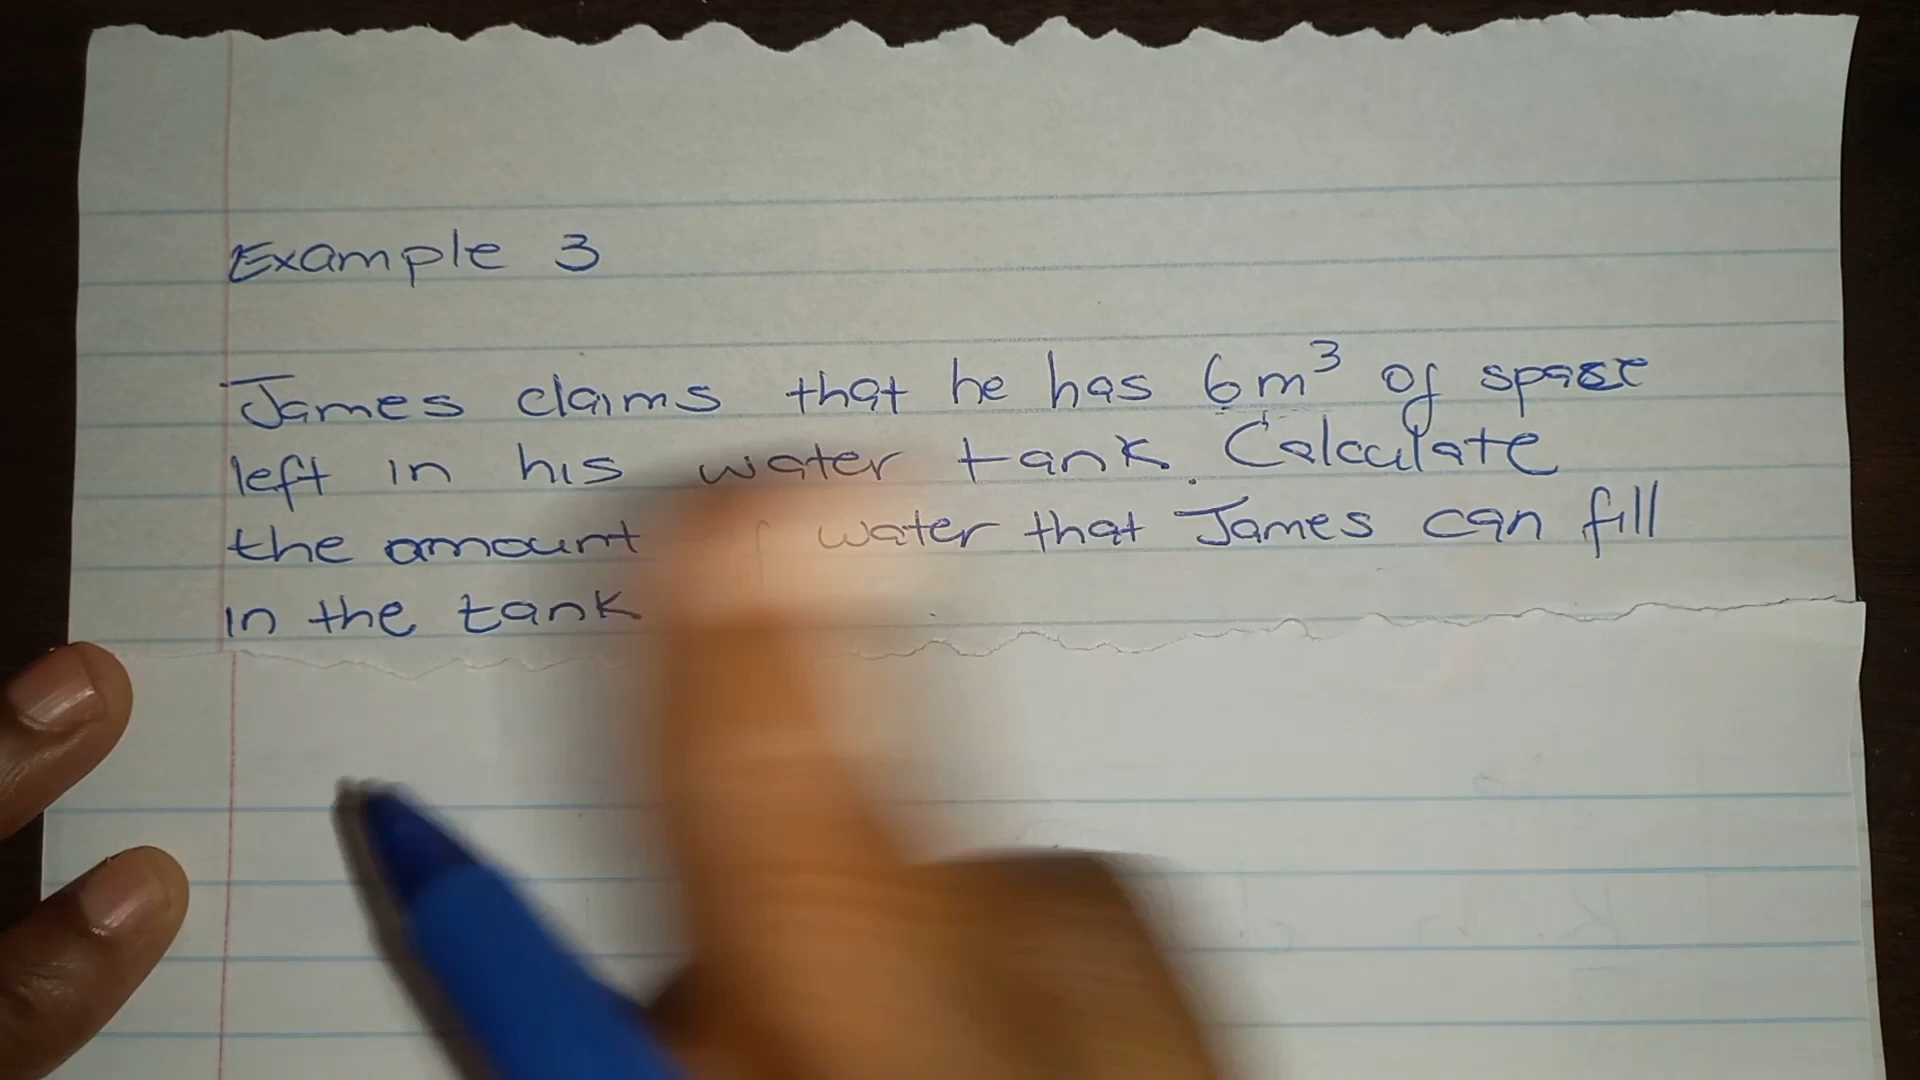 Example 3
James claims that he has 6m³ of space
left in his water tank. Calculate
the amount of water that James can fill
in the tank